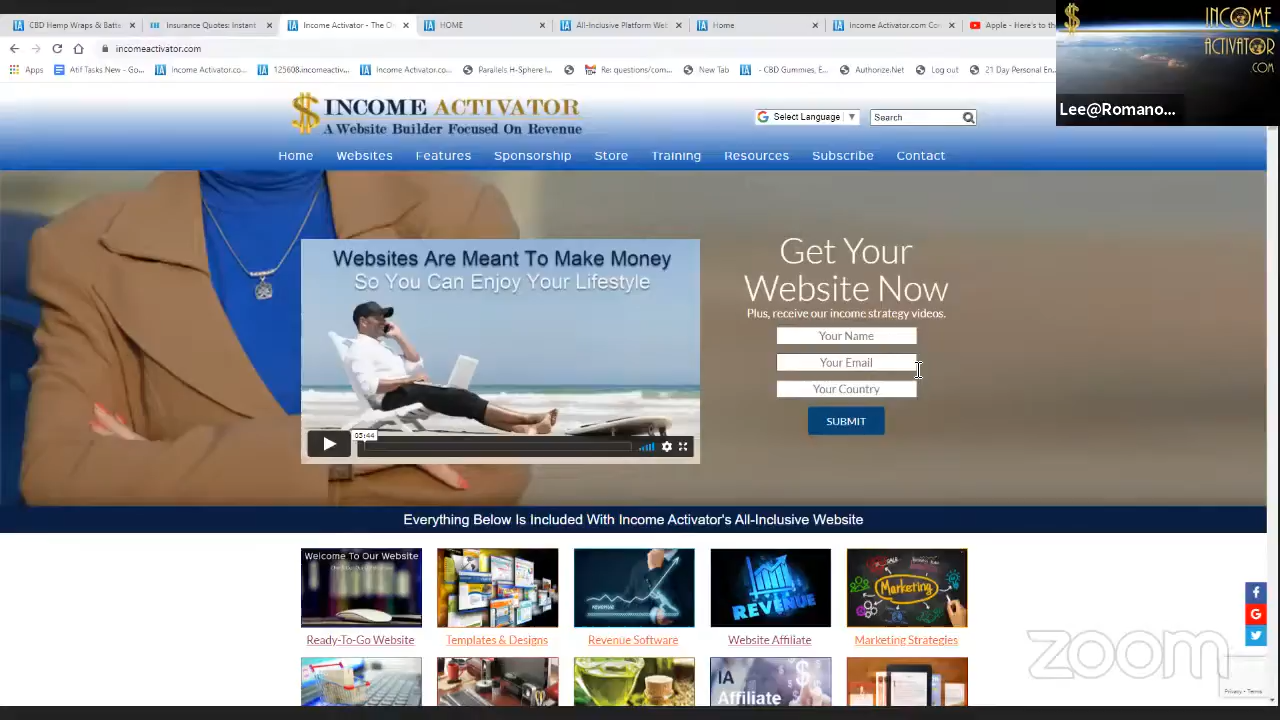 CBD Hemp Wraps & Batt
Insurance Quotes: Instant
Income Activator - The O
HOME
All-Inclusive Platform Web
Home
Income Activator.com Go
Apple - Here's to th
incomeactivator.com
Apps
Atif Tasks New - Go...
Income Activator.co...
125608.incomeactiv...
Income Activator.co...
Parallels H-Sphere I...
Re: questions/com...
New Tab
- CBD Gummies, E...
Authorize.Net
Log out
21 Day Personal En...
INCOME
ACTIVATOR
.COM
Lee@Romano...
INCOME ACTIVATOR
A Website Builder Focused On Revenue
Select Language
Search
Home Websites Features Sponsorship Store Training Resources Subscribe Contact
Websites Are Meant To Make Money
So You Can Enjoy Your Lifestyle
05:44
Get Your
Website Now
Plus, receive our income strategy videos.
Your Name
Your Email
Your Country
SUBMIT
Everything Below Is Included With Income Activator's All-Inclusive Website
Welcome To Our Website
REVENUE
REVENUE
Marketing
Ready-To-Go Website
Templates & Designs
Revenue Software
Website Affiliate
Marketing Strategies
IA
Affiliate
zoom
Privacy - Terms